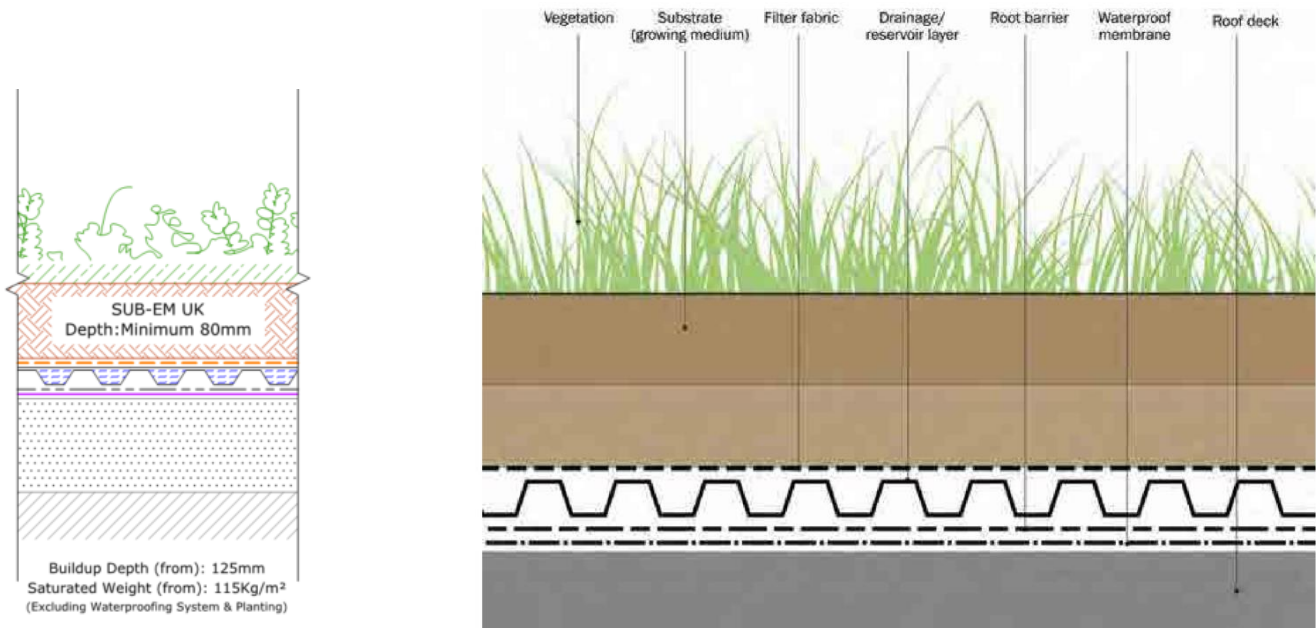 SUB-EM UK
Depth:Minimum 80mm
Buildup Depth (from): 125mm
Saturated Weight (from): 115Kg/m²
(Excluding Waterproofing System & Planting)
Vegetation
Substrate
(growing medium)
Filter fabric
Drainage/
reservoir layer
Root barrier
Waterproof
membrane
Roof deck